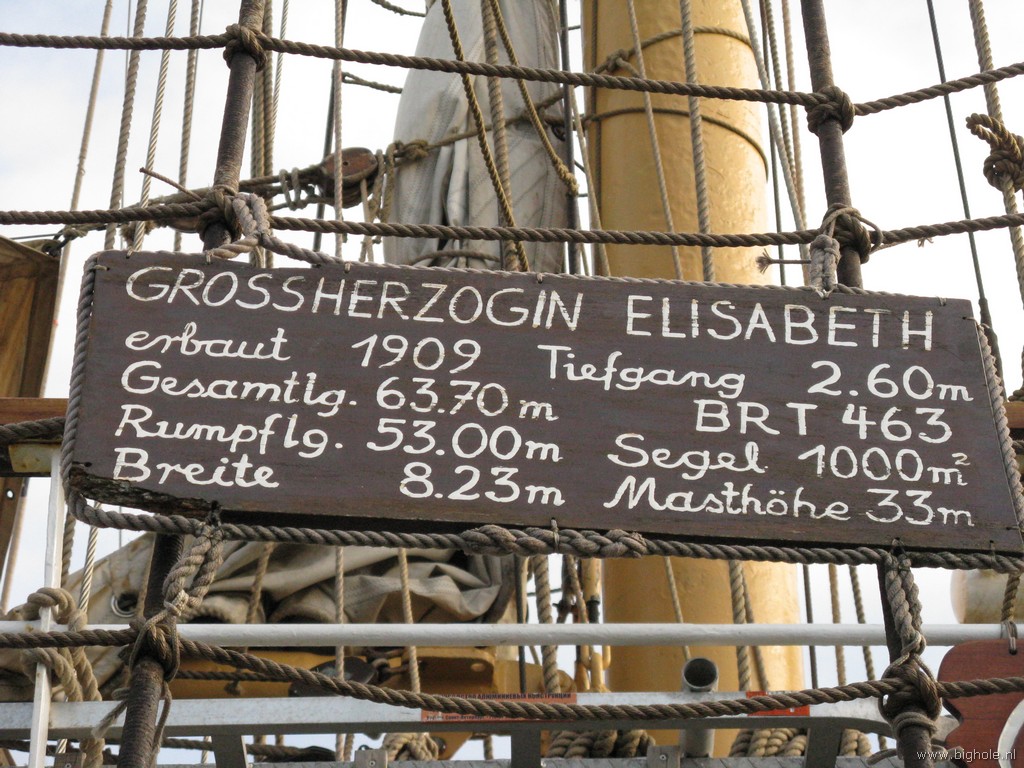 GROSSHERZOGIN ELISABETH
erbaut 1909 Tiefgang 2.60m
Gesamtlg. 63.70m BRT 463
Rumpflg. 53.00m Segel 1000m²
Breite 8.23m Masthöhe 33m
www.bighole.nl